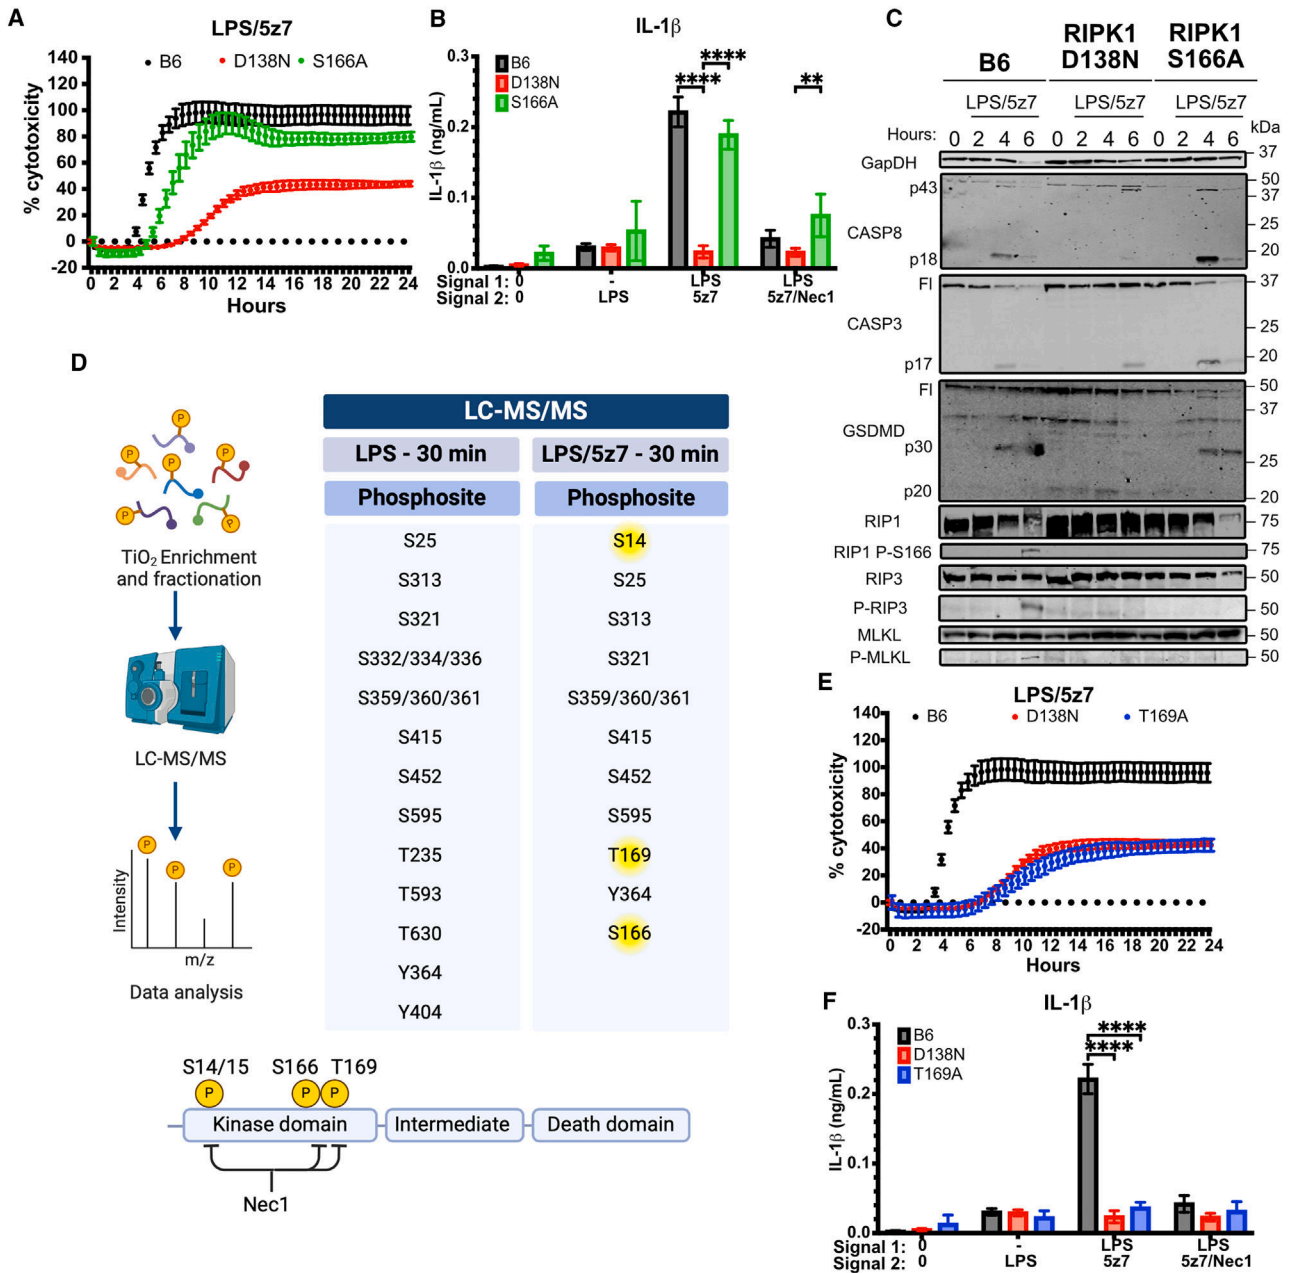 A
LPS/5z7
B6
D138N
S166A
% cytotoxicity
140
120
100
80
60
40
20
0
-20
0 2 4 6 8 10 12 14 16 18 20 22 24
Hours
B
IL-1β
B6
D138N
S166A
IL-1β (ng/mL)
0.3
0.2
0.1
0.0
****
****
**
Signal 1: 0 - LPS LPS
Signal 2: 0 LPS 5z7 5z7/Nec1
C
B6
RIPK1 D138N
RIPK1 S166A
LPS/5z7 LPS/5z7 LPS/5z7
Hours: 0 2 4 6 0 2 4 6 0 2 4 6
kDa
GapDH
37
p43
CASP8
p18
50
37
25
20
Fl
CASP3
p17
37
25
20
Fl
GSDMD
p30
p20
50
37
25
20
RIP1
75
RIP1 P-S166
75
RIP3
50
P-RIP3
50
MLKL
50
P-MLKL
50
D
P P P P P P
TiO2 Enrichment
and fractionation
LC-MS/MS
P P P
Intensity
m/z
Data analysis
LC-MS/MS
LPS - 30 min LPS/5z7 - 30 min
Phosphosite Phosphosite
S25 S14
S313 S25
S321 S313
S332/334/336 S321
S359/360/361 S359/360/361
S415 S415
S452 S452
S595 S595
T235 T169
T593 Y364
T630 S166
Y364
Y404
S14/15 S166 T169
P P P
Kinase domain Intermediate Death domain
Nec1
E
LPS/5z7
B6
D138N
T169A
% cytotoxicity
140
120
100
80
60
40
20
0
-20
0 2 4 6 8 10 12 14 16 18 20 22 24
Hours
F
IL-1β
B6
D138N
T169A
IL-1β (ng/mL)
0.3
0.2
0.1
0.0
****
****
Signal 1: 0 - LPS LPS
Signal 2: 0 LPS 5z7 5z7/Nec1